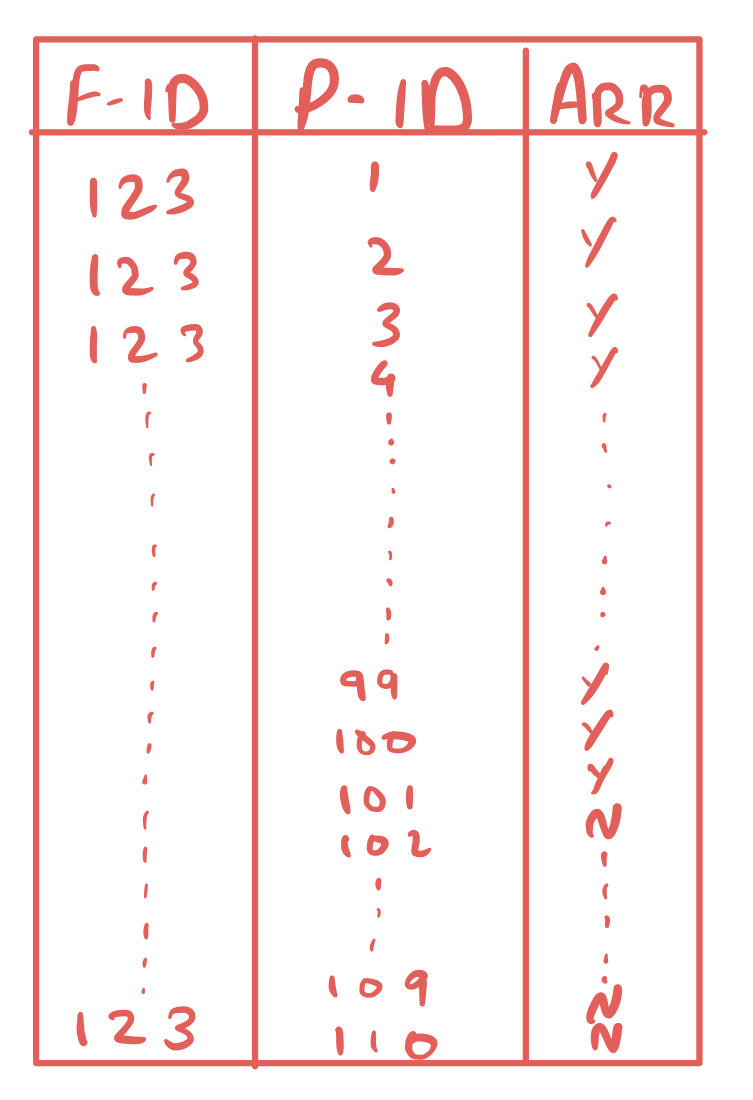 F-ID P-ID ARR
123 1 Y
123 2 Y
123 3 Y
4 Y
99 Y
100 Y
101 Y
102 N
109 N
123 110 N